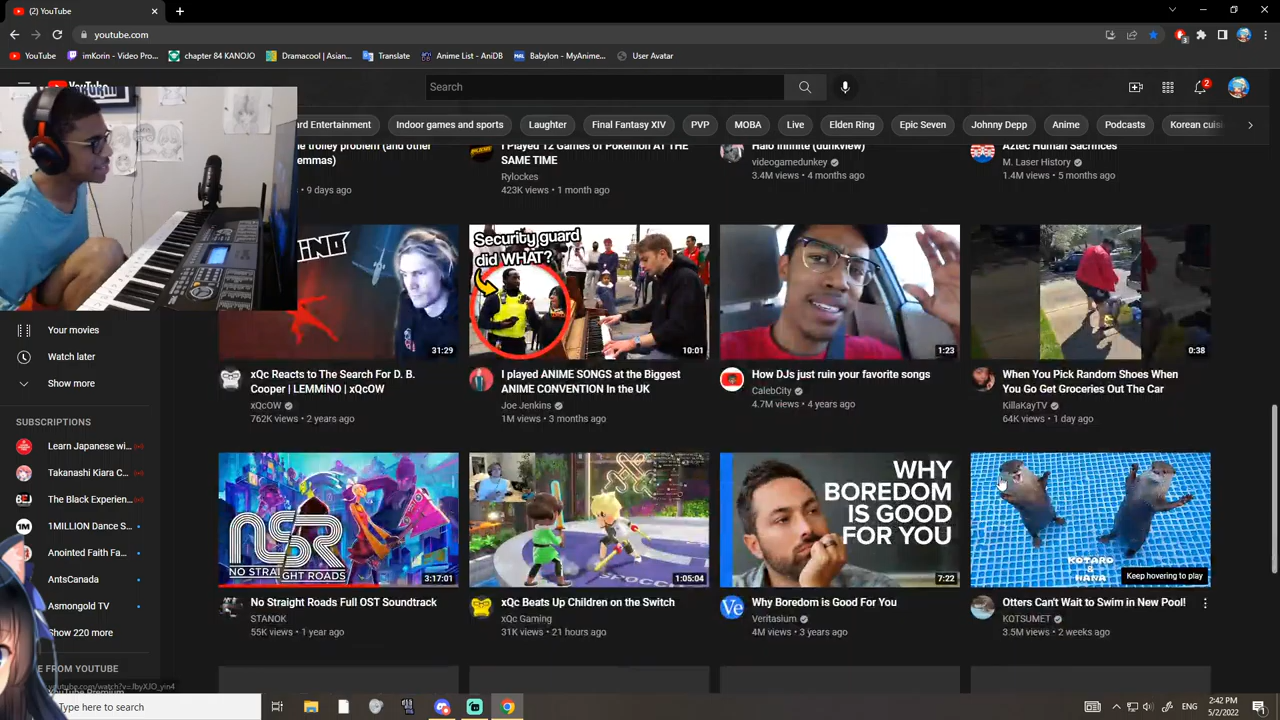 (2) YouTube
youtube.com
YouTube
imKorin - Video Pro...
chapter 84 KANOJO
Dramacool | Asian...
Translate
Anime List - AniDB
Babylon - MyAnime...
User Avatar
YouTube
Search
2
rd Entertainment
Indoor games and sports
Laughter
Final Fantasy XIV
PVP
MOBA
Live
Elden Ring
Epic Seven
Johnny Depp
Anime
Podcasts
Korean cuisi
e trolley problem (and other
emmas)
• 9 days ago
I Played 12 Games of Pokemon AT THE
SAME TIME
Rylockes
423K views • 1 month ago
Halo Infinite (dunkview)
videogamedunkey
3.4M views • 4 months ago
Aztec Human Sacrifices
M. Laser History
1.4M views • 5 months ago
Your movies
Watch later
Show more
SUBSCRIPTIONS
Learn Japanese wi...
Takanashi Kiara C...
The Black Experien...
1MILLION Dance S...
Anointed Faith Fa...
AntsCanada
Asmongold TV
Show 220 more
E FROM YOUTUBE
YouTube Premium
31:29
xQc Reacts to The Search For D. B.
Cooper | LEMMiNO | xQcOW
xQcOW
762K views • 2 years ago
Security guard
did WHAT?
10:01
I played ANIME SONGS at the Biggest
ANIME CONVENTION In the UK
Joe Jenkins
1M views • 3 months ago
1:23
How DJs just ruin your favorite songs
CalebCity
4.7M views • 4 years ago
0:38
When You Pick Random Shoes When
You Go Get Groceries Out The Car
KillaKayTV
64K views • 1 day ago
NSR
NO STRAIGHT ROADS
3:17:01
No Straight Roads Full OST Soundtrack
STANOK
55K views • 1 year ago
1:05:04
xQc Beats Up Children on the Switch
xQc Gaming
31K views • 21 hours ago
WHY
BOREDOM
IS GOOD
FOR YOU
7:22
Ve
Why Boredom is Good For You
Veritasium
4M views • 3 years ago
KOTARO
&
HANA
Keep hovering to play
Otters Can't Wait to Swim in New Pool!
KOTSUMET
3.5M views • 2 weeks ago
youtube.com/watch?v=JbyXJO_yin4
Type here to search
ENG
2:42 PM
5/2/2022